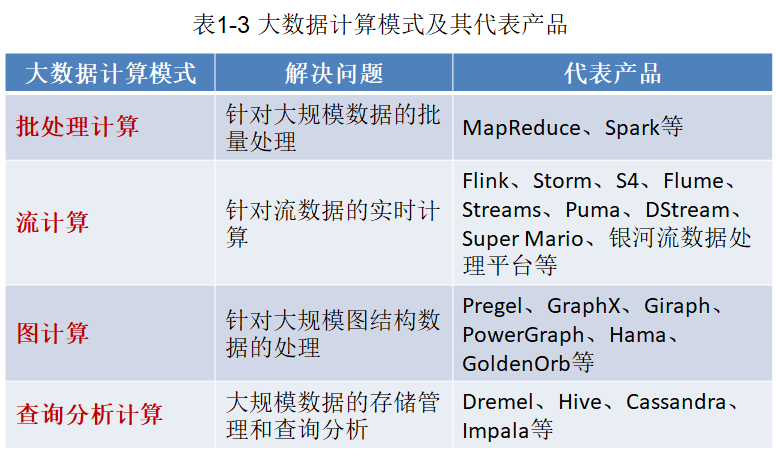 表1-3 大数据计算模式及其代表产品
大数据计算模式 解决问题 代表产品
批处理计算
针对大规模数据的批
量处理
MapReduce、Spark等
流计算
针对流数据的实时计
算
Flink、Storm、S4、Flume、
Streams、Puma、DStream、
Super Mario、银河流数据处
理平台等
图计算
针对大规模图结构数
据的处理
Pregel、GraphX、Giraph、
PowerGraph、Hama、
GoldenOrb等
查询分析计算
大规模数据的存储管
理和查询分析
Dremel、Hive、Cassandra、
Impala等